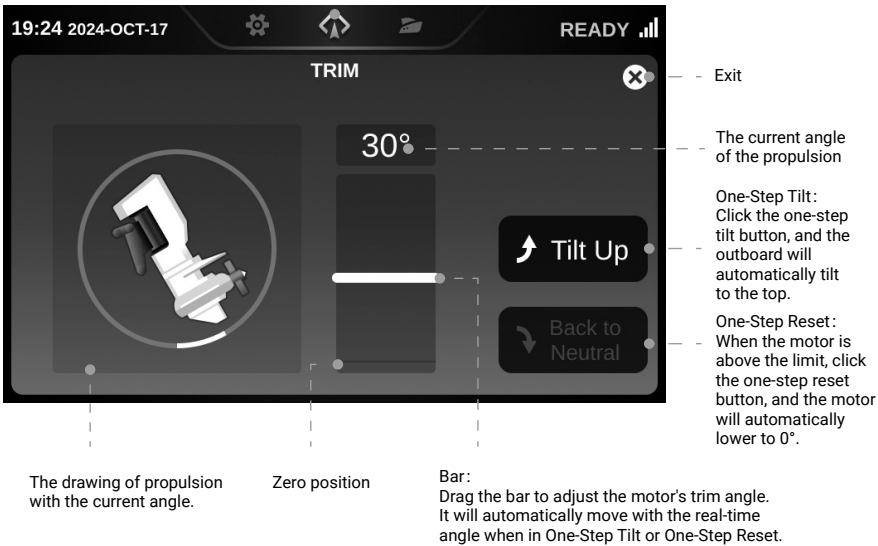 19:24 2024-OCT-17
READY
TRIM
Exit
30°
The current angle
of the propulsion
Tilt Up
One-Step Tilt:
Click the one-step
tilt button, and the
outboard will
automatically tilt
to the top.
Back to
Neutral
One-Step Reset:
When the motor is
above the limit, click
the one-step reset
button, and the motor
will automatically
lower to 0°.
The drawing of propulsion
with the current angle.
Zero position
Bar:
Drag the bar to adjust the motor's trim angle.
It will automatically move with the real-time
angle when in One-Step Tilt or One-Step Reset.